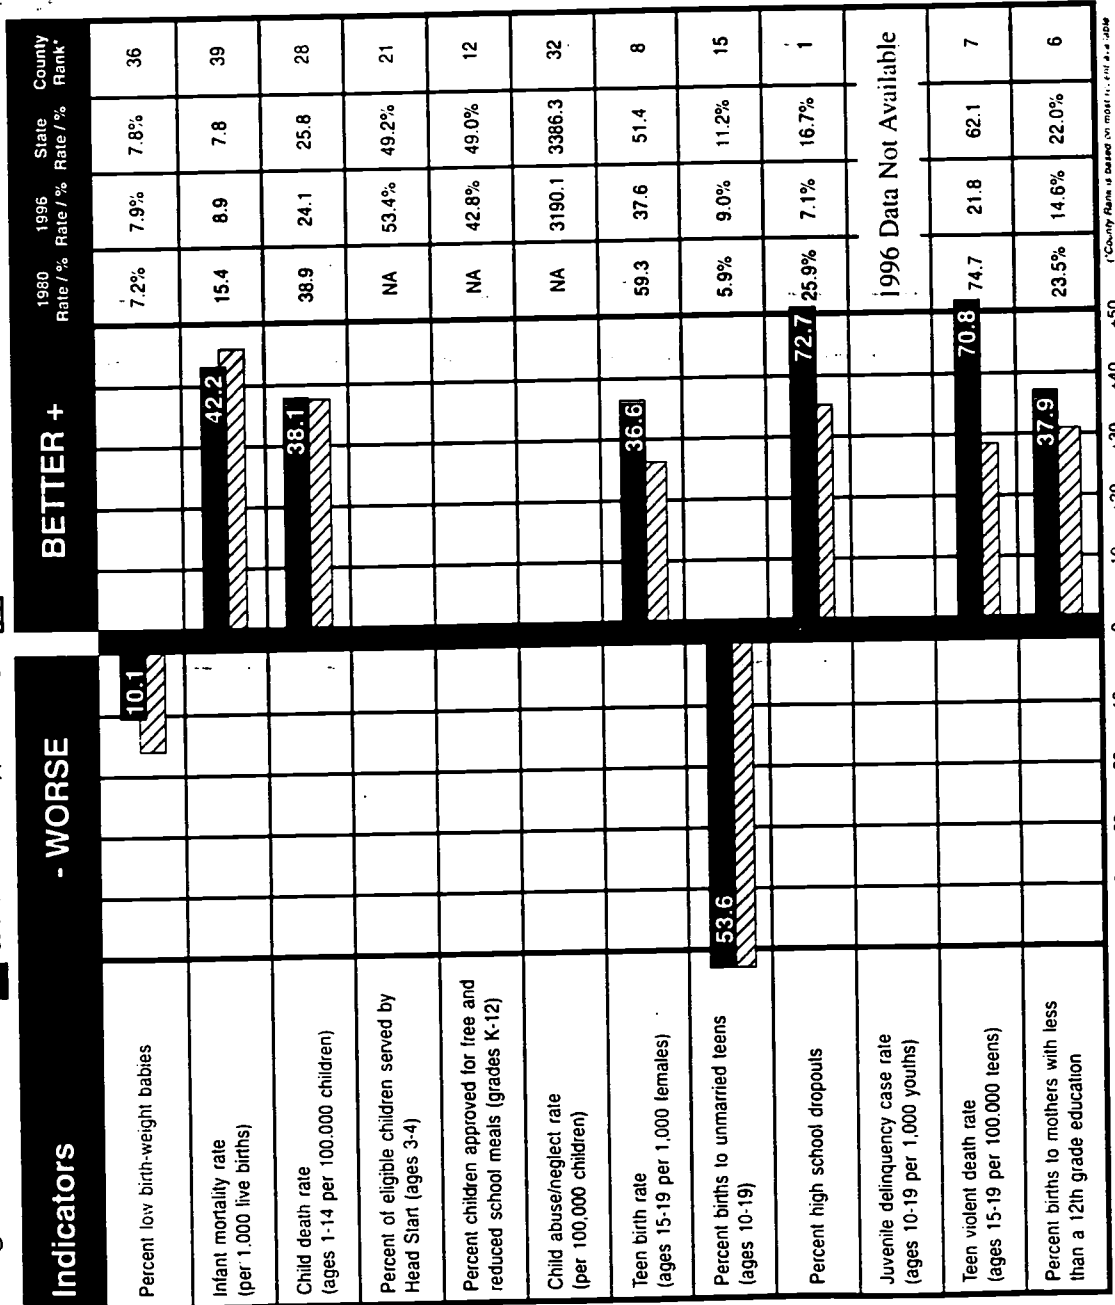 Indicators - WORSE BETTER + 1980 Rate / % 1996 Rate / % State Rate / % County Rank*
Percent low birth-weight babies 10.1 7.2% 7.9% 7.8% 36
Infant mortality rate
(per 1,000 live births) 42.2 15.4 8.9 7.8 39
Child death rate
(ages 1-14 per 100,000 children) 38.1 38.9 24.1 25.8 28
Percent of eligible children served by
Head Start (ages 3-4) NA 53.4% 49.2% 21
Percent children approved for free and
reduced school meals (grades K-12) NA 42.8% 49.0% 12
Child abuse/neglect rate
(per 100,000 children) NA 3190.1 3386.3 32
Teen birth rate
(ages 15-19 per 1,000 females) 36.6 59.3 37.6 51.4 8
Percent births to unmarried teens
(ages 10-19) 53.6 5.9% 9.0% 11.2% 15
Percent high school dropouts 72.7 25.9% 7.1% 16.7% 1
Juvenile delinquency case rate
(ages 10-19 per 1,000 youths) 1996 Data Not Available
Teen violent death rate
(ages 15-19 per 100,000 teens) 70.8 74.7 21.8 62.1 7
Percent births to mothers with less
than a 12th grade education 37.9 23.5% 14.6% 22.0% 6
(*County Rank is based on most recent available